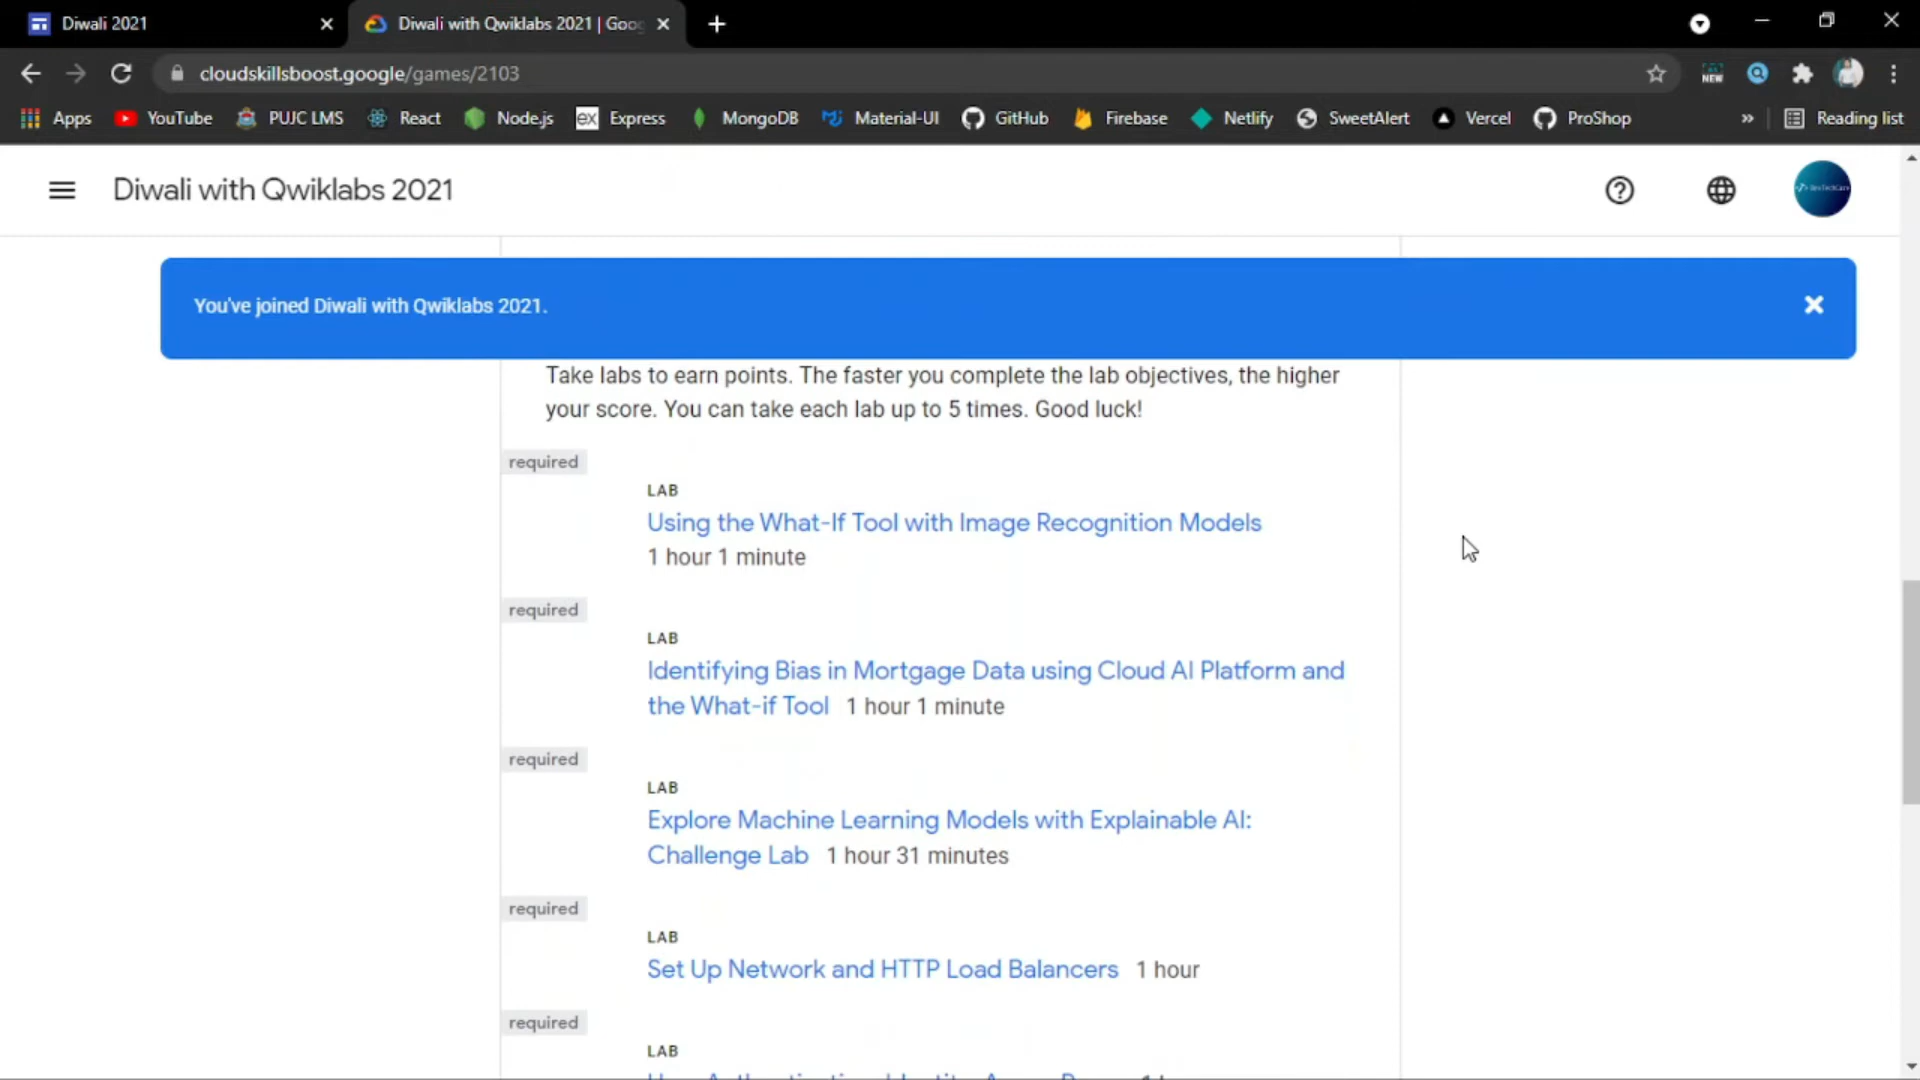 Diwali 2021
Diwali with Qwiklabs 2021 | Goog
cloudskillsboost.google/games/2103
NEW
Apps YouTube PUJC LMS React Node.js ex Express MongoDB Material-UI GitHub Firebase Netlify SweetAlert Vercel ProShop » Reading list
Diwali with Qwiklabs 2021
You've joined Diwali with Qwiklabs 2021.
Take labs to earn points. The faster you complete the lab objectives, the higher
your score. You can take each lab up to 5 times. Good luck!
required
LAB
Using the What-If Tool with Image Recognition Models
1 hour 1 minute
required
LAB
Identifying Bias in Mortgage Data using Cloud AI Platform and
the What-if Tool 1 hour 1 minute
required
LAB
Explore Machine Learning Models with Explainable AI:
Challenge Lab 1 hour 31 minutes
required
LAB
Set Up Network and HTTP Load Balancers 1 hour
required
LAB